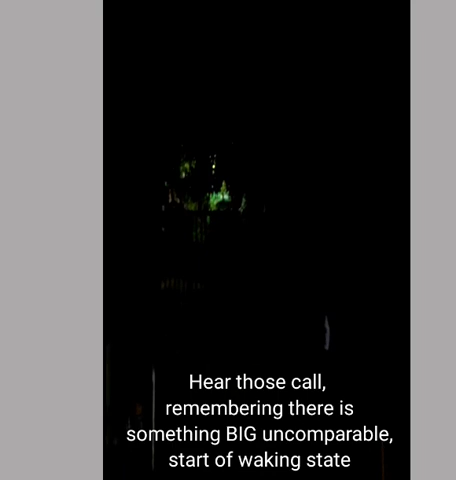 Hear those call,
remembering there is
something BIG uncomparable,
start of waking state